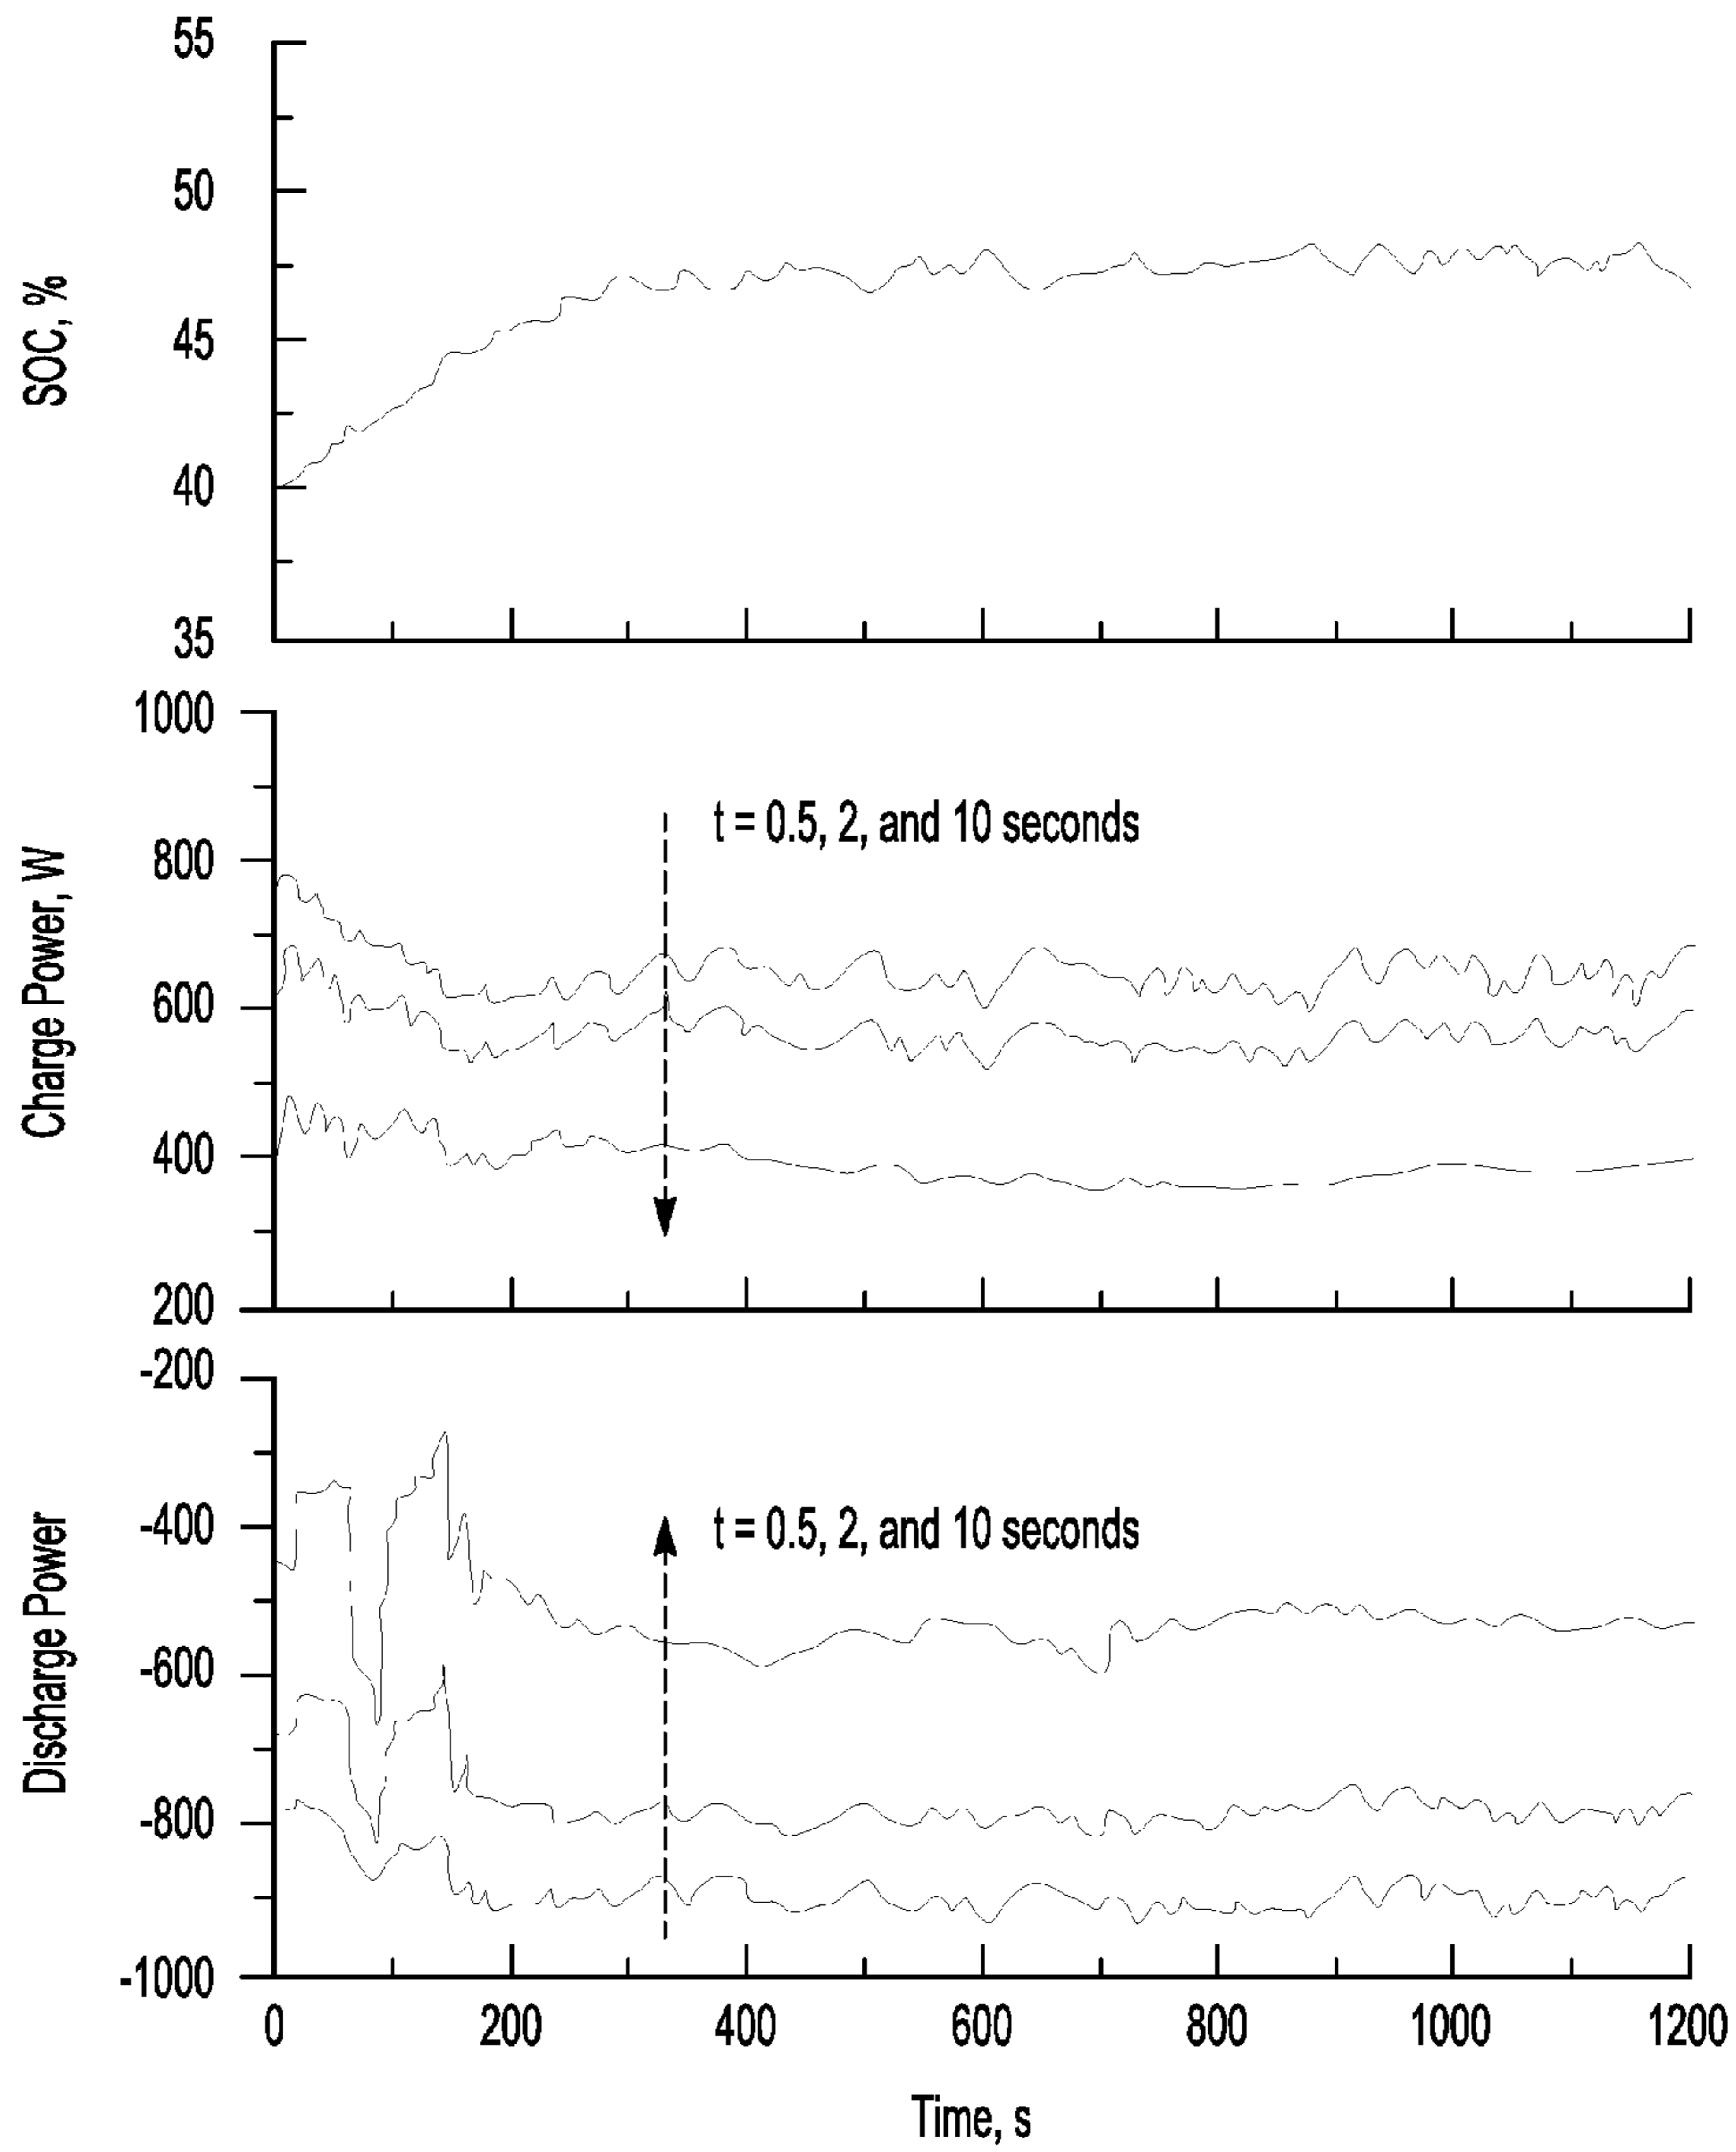 55
50
45
40
35
SOC, %
1000
800
600
400
200
Charge Power, W
t = 0.5, 2, and 10 seconds
-200
-400
-600
-800
-1000
Discharge Power
t = 0.5, 2, and 10 seconds
0 200 400 600 800 1000 1200
Time, s